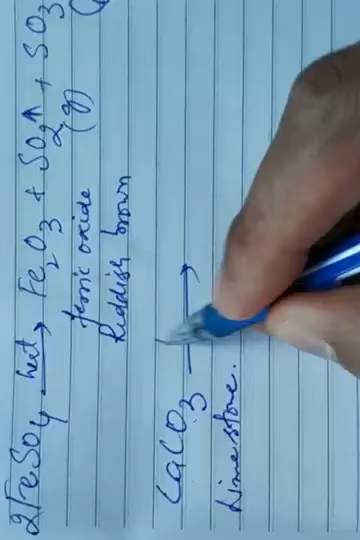 2FeSO4 heat→ Fe2O3 + SO2↑ + SO3
(g)
ferric oxide
Reddish brown
CaCO3 →
Limestone.